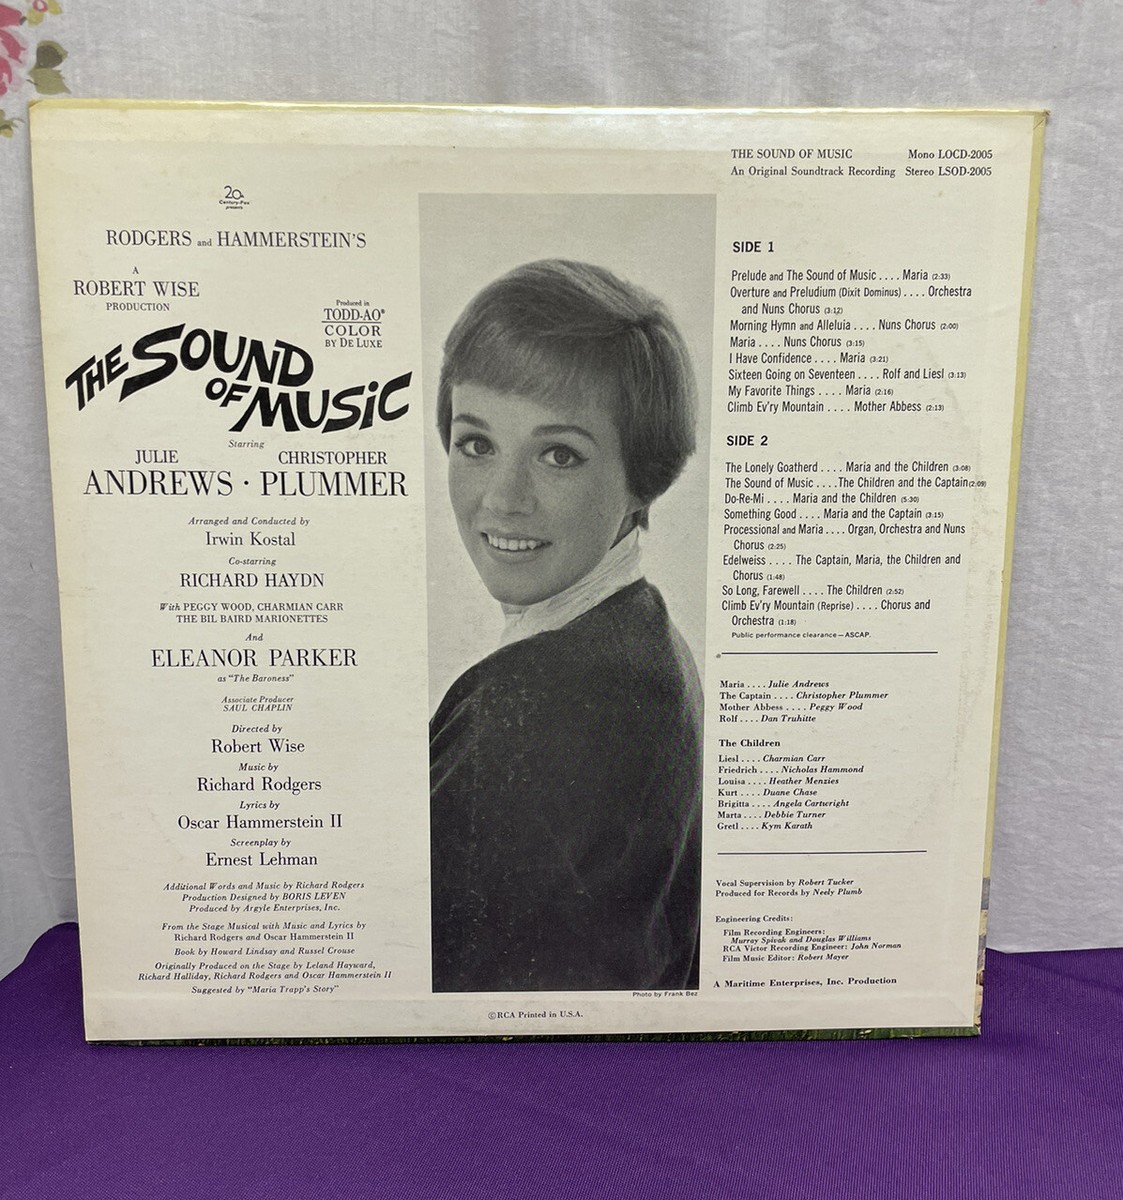 20th
Century-Fox
presents
RODGERS and HAMMERSTEIN'S
A
ROBERT WISE
PRODUCTION
Produced in
TODD-AO®
COLOR
BY DE LUXE
THE SOUND
OF MUSIC
Starring
JULIE CHRISTOPHER
ANDREWS · PLUMMER
Arranged and Conducted by
Irwin Kostal
Co-starring
RICHARD HAYDN
With PEGGY WOOD, CHARMIAN CARR
THE BIL BAIRD MARIONETTES
And
ELEANOR PARKER
as "The Baroness"
Associate Producer
SAUL CHAPLIN
Directed by
Robert Wise
Music by
Richard Rodgers
Lyrics by
Oscar Hammerstein II
Screenplay by
Ernest Lehman
Additional Words and Music by Richard Rodgers
Production Designed by BORIS LEVEN
Produced by Argyle Enterprises, Inc.
From the Stage Musical with Music and Lyrics by
Richard Rodgers and Oscar Hammerstein II
Book by Howard Lindsay and Russel Crouse
Originally Produced on the Stage by Leland Hayward,
Richard Halliday, Richard Rodgers and Oscar Hammerstein II
Suggested by "Maria Trapp's Story"
Photo by Frank Bez
©RCA Printed in U.S.A.
THE SOUND OF MUSIC Mono LOCD-2005
An Original Soundtrack Recording Stereo LSOD-2005
SIDE 1
Prelude and The Sound of Music . . . . Maria (2:33)
Overture and Preludium (Dixit Dominus) . . . . Orchestra
and Nuns Chorus (3:12)
Morning Hymn and Alleluia . . . . Nuns Chorus (2:00)
Maria . . . . Nuns Chorus (3:15)
I Have Confidence . . . . Maria (3:21)
Sixteen Going on Seventeen . . . . Rolf and Liesl (3:13)
My Favorite Things . . . . Maria (2:16)
Climb Ev'ry Mountain . . . . Mother Abbess (2:13)
SIDE 2
The Lonely Goatherd . . . . Maria and the Children (3:08)
The Sound of Music . . . . The Children and the Captain (2:09)
Do-Re-Mi . . . . Maria and the Children (5:30)
Something Good . . . . Maria and the Captain (3:15)
Processional and Maria . . . . Organ, Orchestra and Nuns
Chorus (2:25)
Edelweiss . . . . The Captain, Maria, the Children and
Chorus (1:48)
So Long, Farewell . . . . The Children (2:52)
Climb Ev'ry Mountain (Reprise) . . . . Chorus and
Orchestra (1:18)
Public performance clearance—ASCAP.
Maria . . . . Julie Andrews
The Captain . . . . Christopher Plummer
Mother Abbess . . . . Peggy Wood
Rolf . . . . Dan Truhitte
The Children
Liesl . . . . Charmian Carr
Friedrich . . . . Nicholas Hammond
Louisa . . . . Heather Menzies
Kurt . . . . Duane Chase
Brigitta . . . . Angela Cartwright
Marta . . . . Debbie Turner
Gretl . . . . Kym Karath
Vocal Supervision by Robert Tucker
Produced for Records by Neely Plumb
Engineering Credits:
Film Recording Engineers:
Murray Spivak and Douglas Williams
RCA Victor Recording Engineer: John Norman
Film Music Editor: Robert Mayer
A Maritime Enterprises, Inc. Production